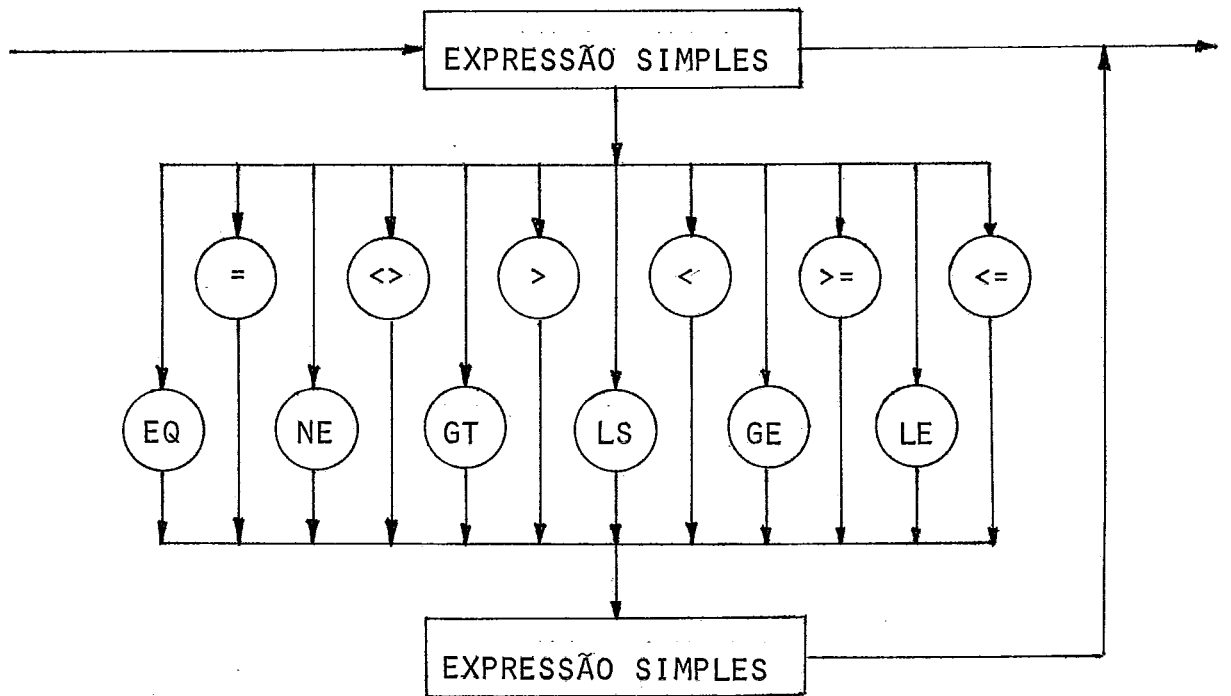 EXPRESSÃO SIMPLES
= <> > < >= <=
EQ NE GT LS GE LE
EXPRESSÃO SIMPLES